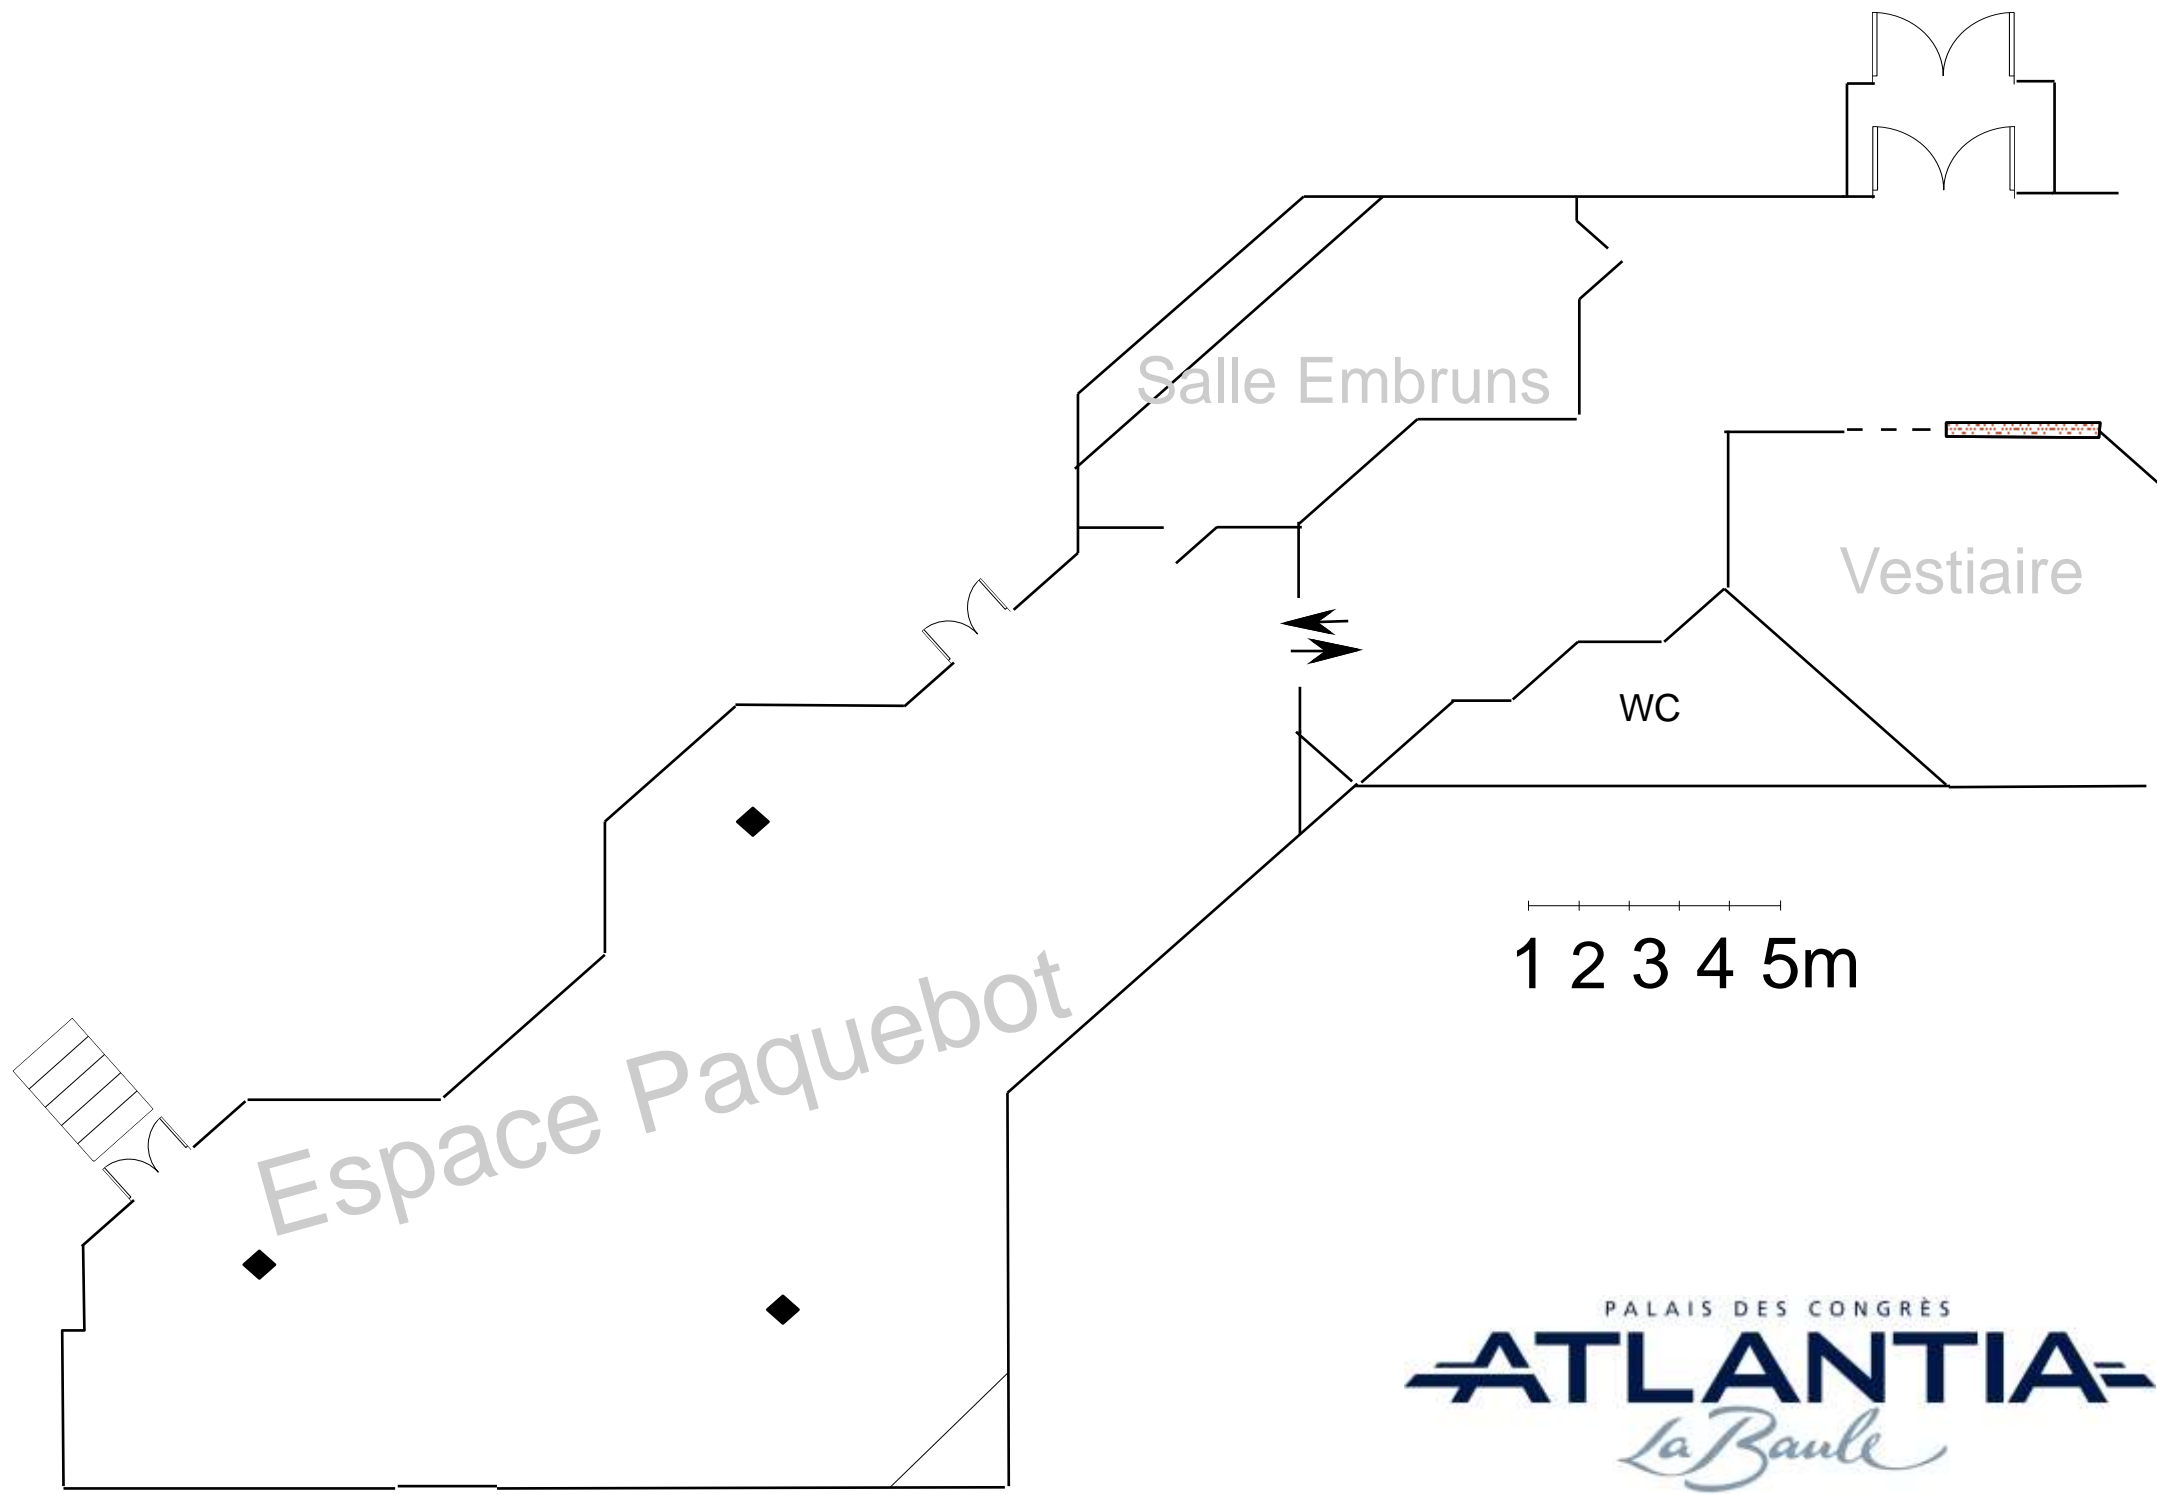 Salle Embruns
Vestiaire
WC
1 2 3 4 5m
Espace Paquebot
PALAIS DES CONGRÈS
ATLANTIA
La Baule